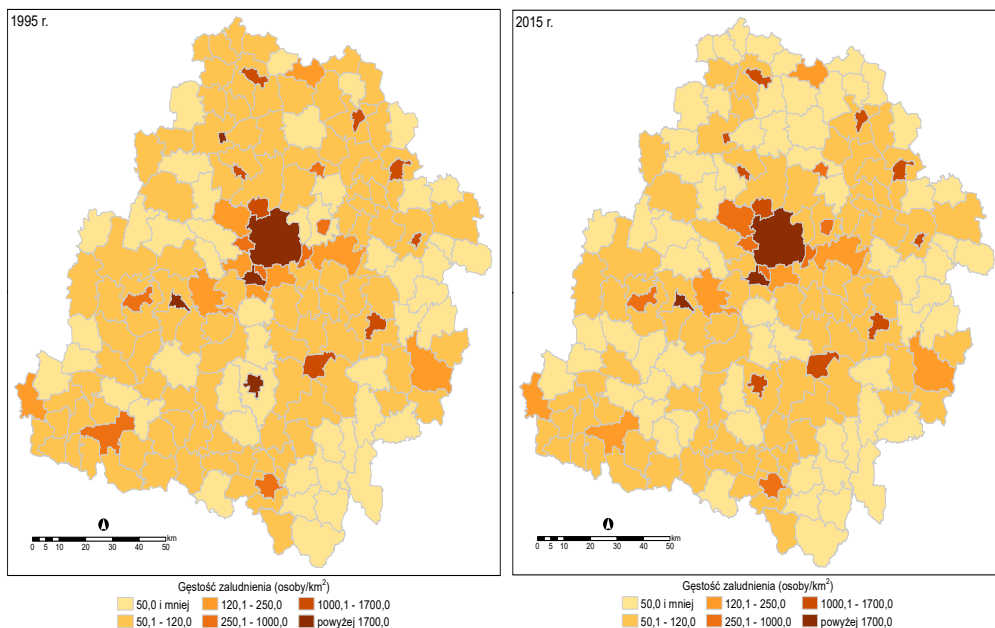 1995 r.
0 5 10 20 30 40 50 km
Gęstość zaludnienia (osoby/km²)
50,0 i mniej 120,1 - 250,0 1000,1 - 1700,0
50,1 - 120,0 250,1 - 1000,0 powyżej 1700,0
2015 r.
0 5 10 20 30 40 50 km
Gęstość zaludnienia (osoby/km²)
50,0 i mniej 120,1 - 250,0 1000,1 - 1700,0
50,1 - 120,0 250,1 - 1000,0 powyżej 1700,0